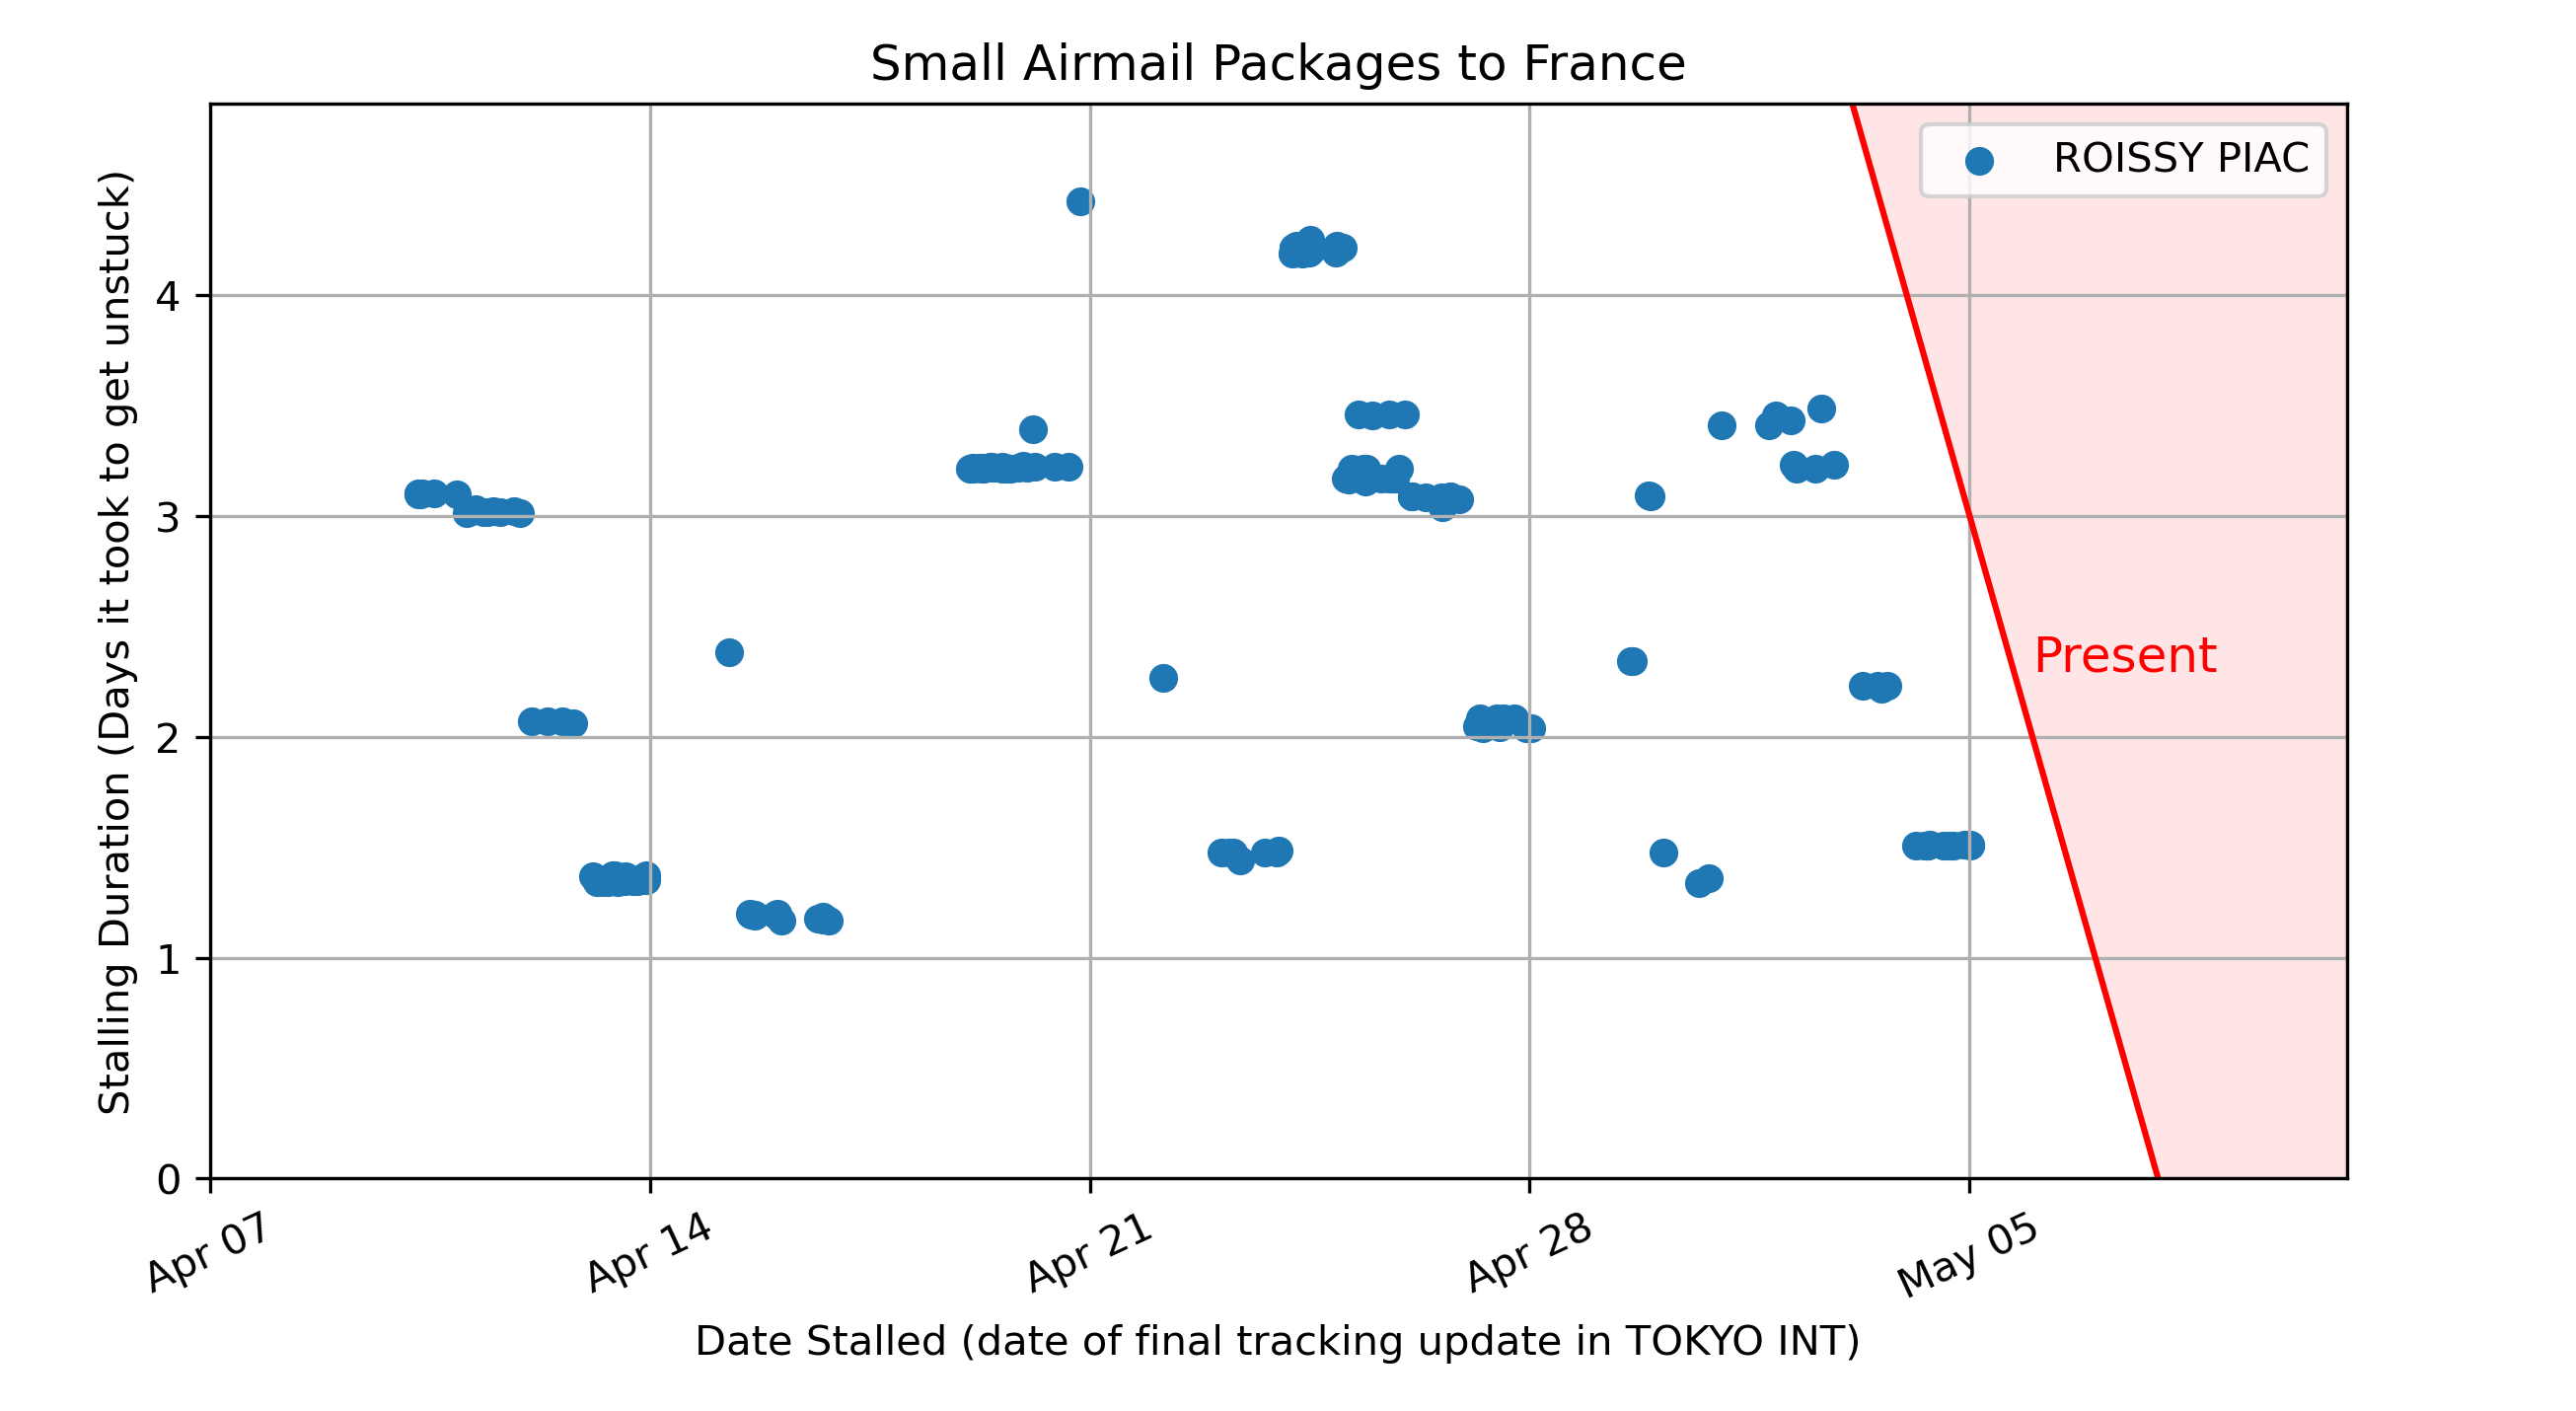 Small Airmail Packages to France
Stalling Duration (Days it took to get unstuck)
4
3
2
1
0
ROISSY PIAC
Present
Apr 07
Apr 14
Apr 21
Apr 28
May 05
Date Stalled (date of final tracking update in TOKYO INT)